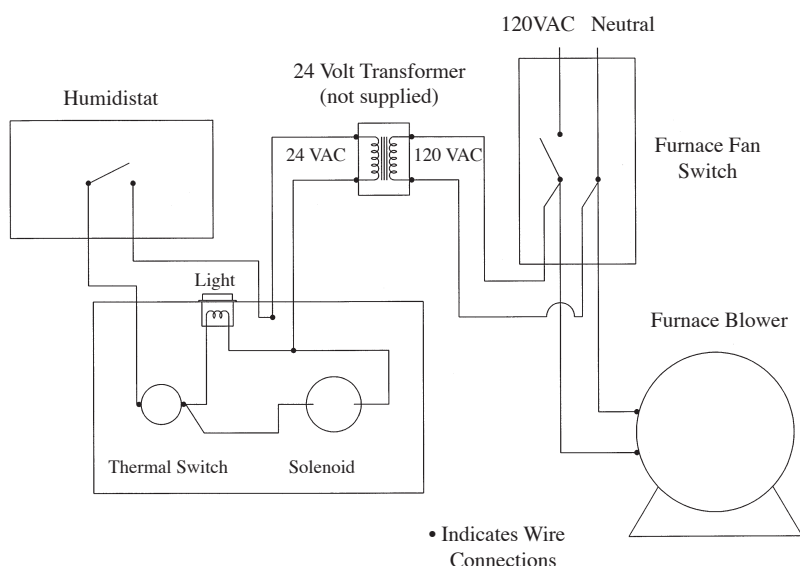 120VAC Neutral
24 Volt Transformer
(not supplied)
Humidistat
24 VAC
120 VAC
Furnace Fan
Switch
Light
Furnace Blower
Thermal Switch
Solenoid
• Indicates Wire
Connections